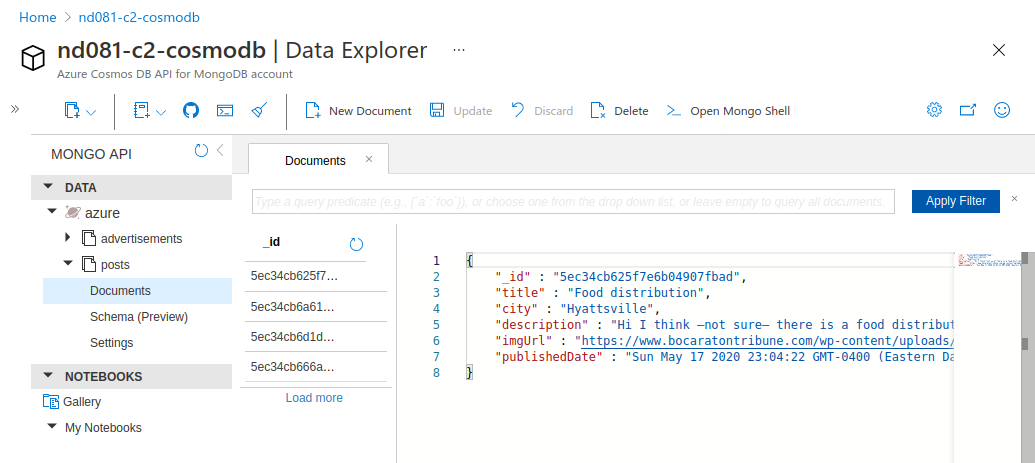 Home > nd081-c2-cosmodb
nd081-c2-cosmodb | Data Explorer ...
Azure Cosmos DB API for MongoDB account
New Document Update Discard Delete Open Mongo Shell
MONGO API
DATA
azure
advertisements
posts
Documents
Schema (Preview)
Settings
NOTEBOOKS
Gallery
My Notebooks
Documents
Type a query predicate (e.g., {´a´:´foo´}), or choose one from the drop down list, or leave empty to query all documents.
Apply Filter
_id
5ec34cb625f7...
5ec34cb6a61...
5ec34cb6d1d...
5ec34cb666a...
Load more
1 {
2 "_id" : "5ec34cb625f7e6b04907fbad",
3 "title" : "Food distribution",
4 "city" : "Hyattsville",
5 "description" : "Hi I think —not sure— there is a food distribut
6 "imgUrl" : "https://www.bocaratontribune.com/wp-content/uploads/
7 "publishedDate" : "Sun May 17 2020 23:04:22 GMT-0400 (Eastern Da
8 }